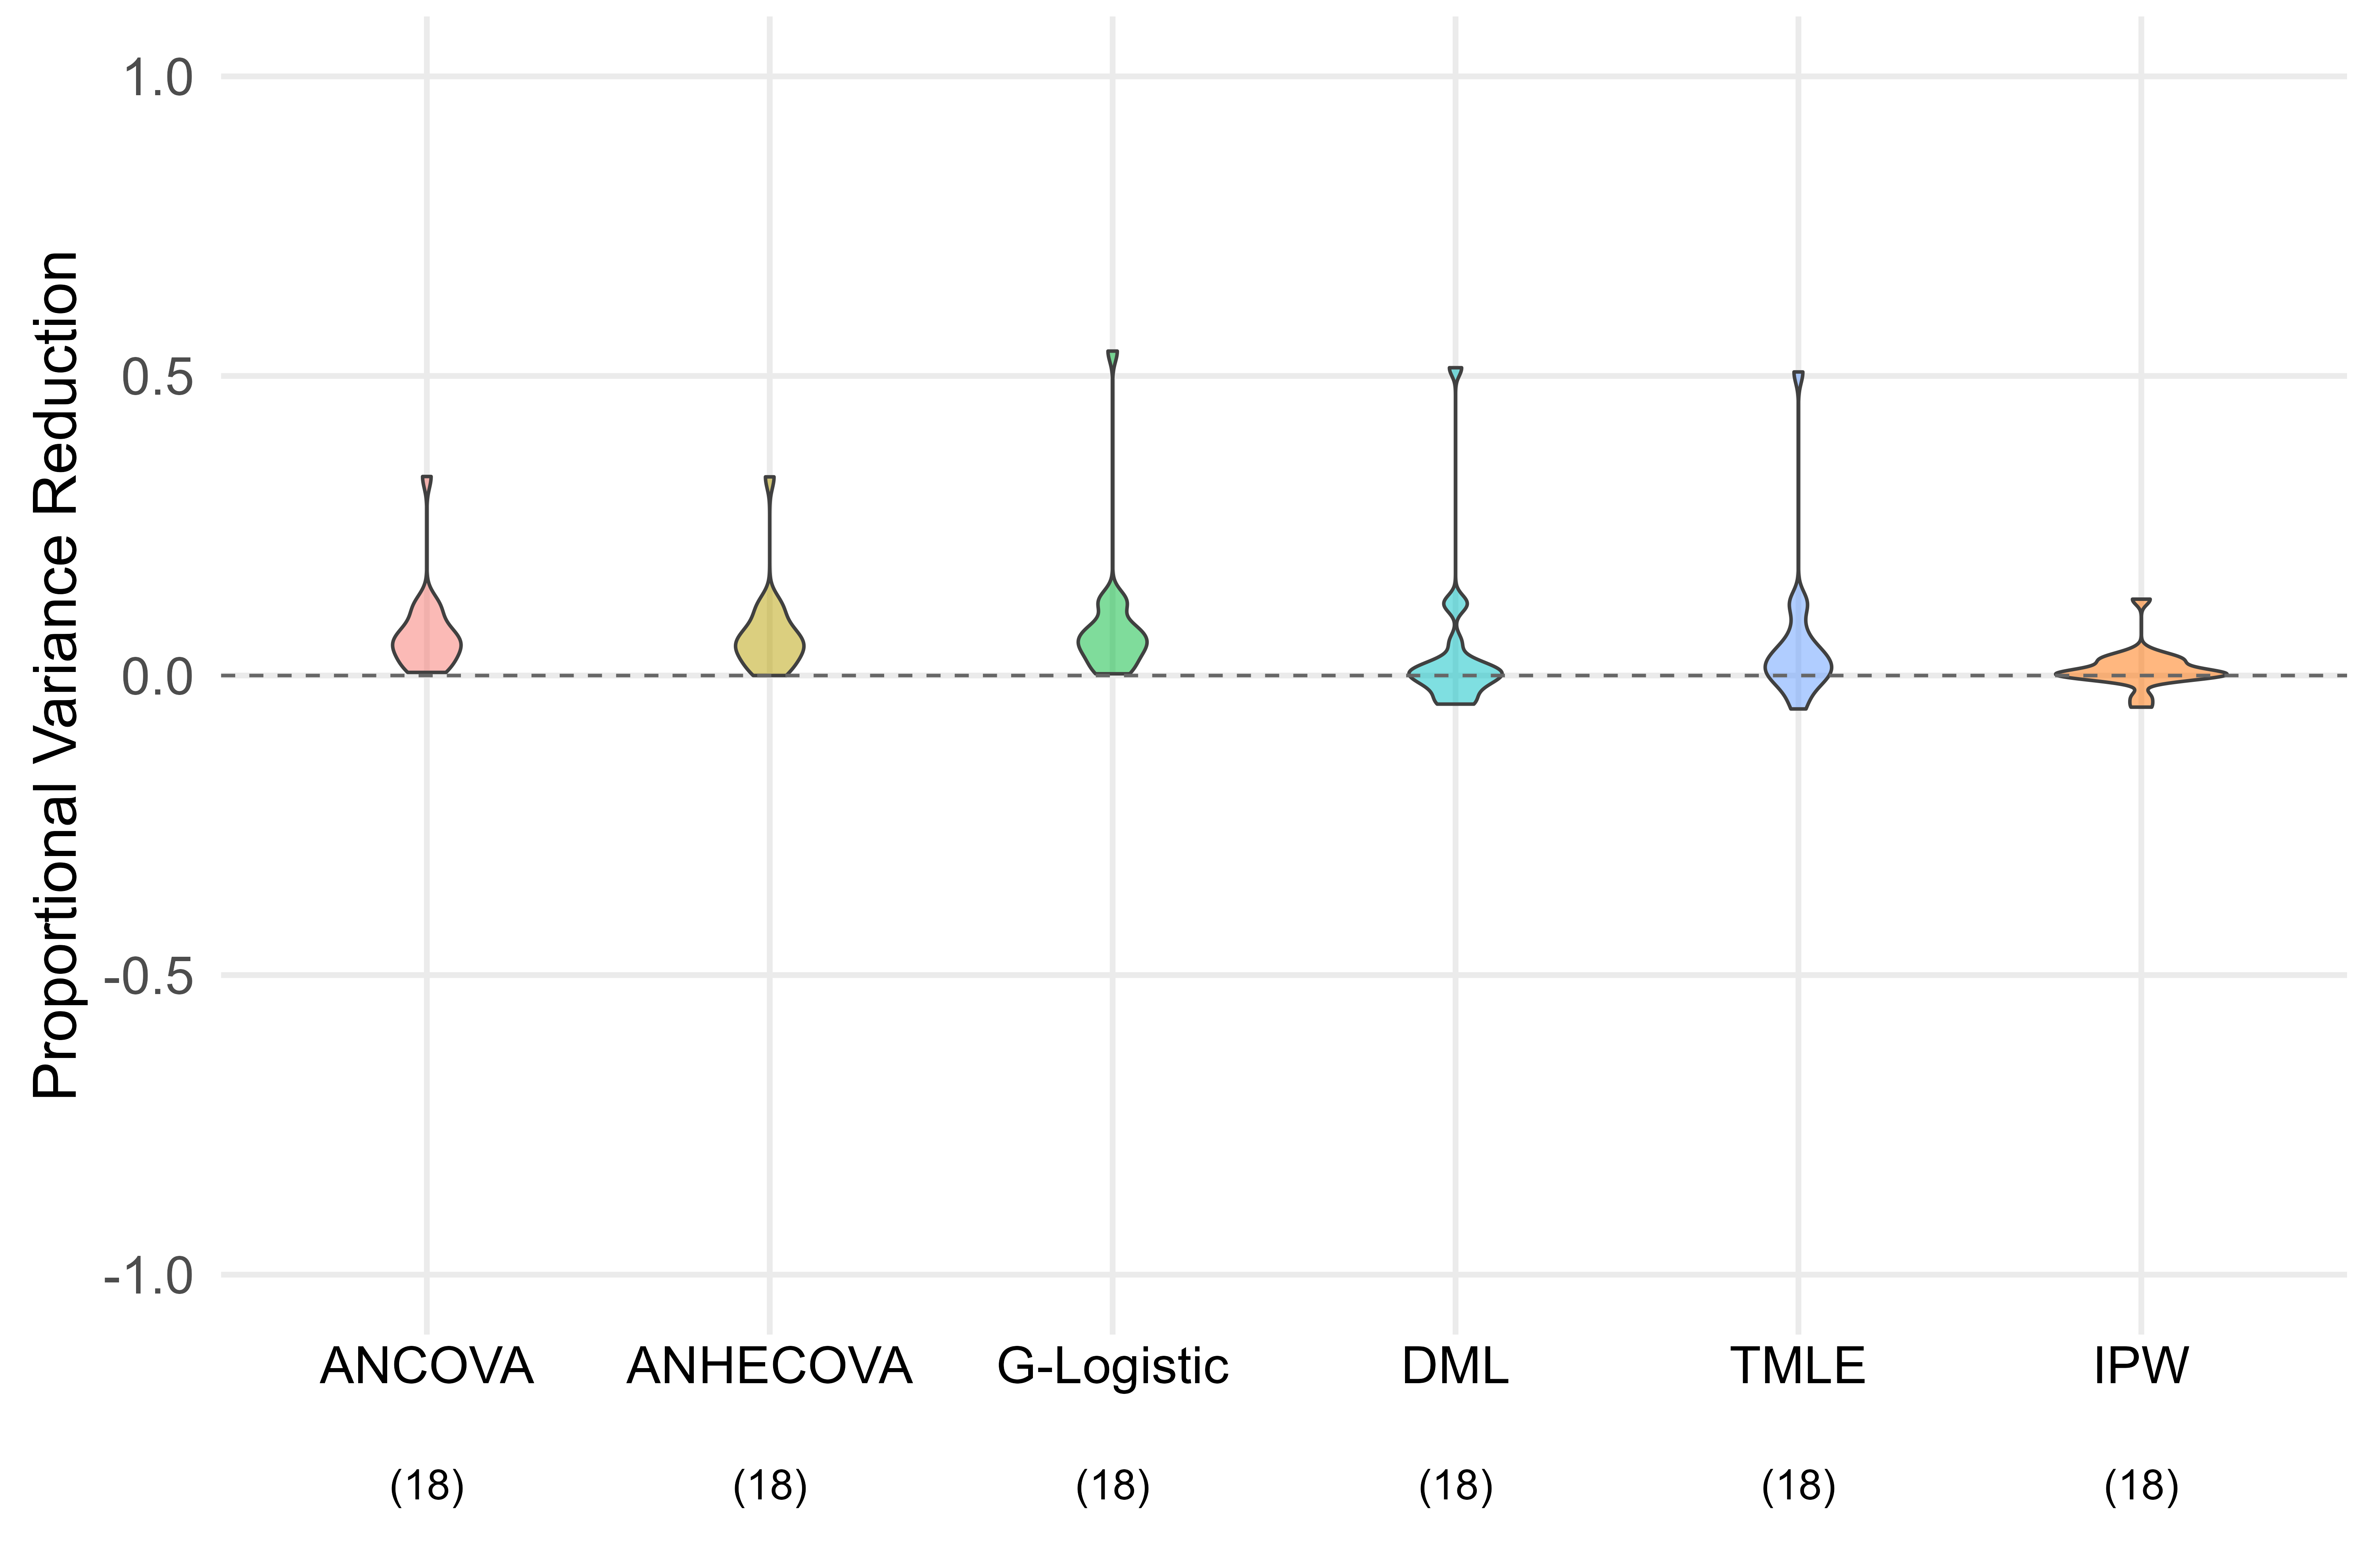 Proportional Variance Reduction
1.0
0.5
0.0
-0.5
-1.0
ANCOVA ANHECOVA G-Logistic DML TMLE IPW
(18) (18) (18) (18) (18) (18)